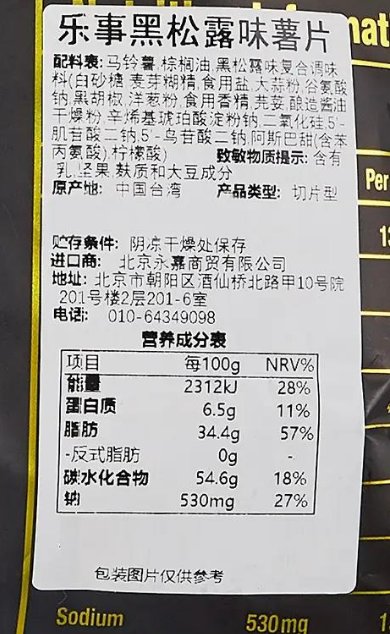 乐事黑松露味薯片
配料表:马铃薯,棕榈油,黑松露味复合调味
料(白砂糖,麦芽糊精,食用盐,大蒜粉,谷氨酸
钠,黑胡椒,洋葱粉,食用香精,芫荽,酿造酱油
干燥粉,辛烯基琥珀酸淀粉钠,二氧化硅,5'-
肌苷酸二钠,5'-鸟苷酸二钠,阿斯巴甜(含苯
丙氨酸),柠檬酸) 致敏物质提示:含有
乳,坚果,麸质和大豆成分
原产地: 中国台湾 产品类型: 切片型
贮存条件: 阴凉干燥处保存
进口商: 北京永嘉商贸有限公司
地址: 北京市朝阳区酒仙桥北路甲10号院
201号楼2层201-6室
电话: 010-64349098
营养成分表
项目 每100g NRV%
能量 2312kJ 28%
蛋白质 6.5g 11%
脂肪 34.4g 57%
-反式脂肪 0g -
碳水化合物 54.6g 18%
钠 530mg 27%
包装图片仅供参考
Per
Sodium 530mg